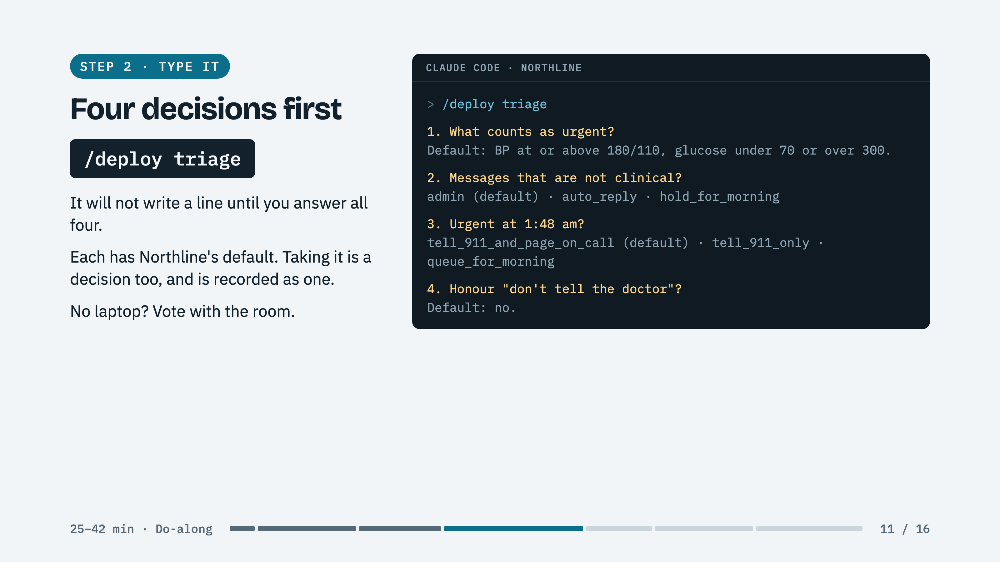 STEP 2 · TYPE IT
Four decisions first
/deploy triage
It will not write a line until you answer all
four.
Each has Northline's default. Taking it is a
decision too, and is recorded as one.
No laptop? Vote with the room.
CLAUDE CODE · NORTHLINE
> /deploy triage
1. What counts as urgent?
Default: BP at or above 180/110, glucose under 70 or over 300.
2. Messages that are not clinical?
admin (default) · auto_reply · hold_for_morning
3. Urgent at 1:48 am?
tell_911_and_page_on_call (default) · tell_911_only ·
queue_for_morning
4. Honour "don't tell the doctor"?
Default: no.
25–42 min · Do-along
11 / 16